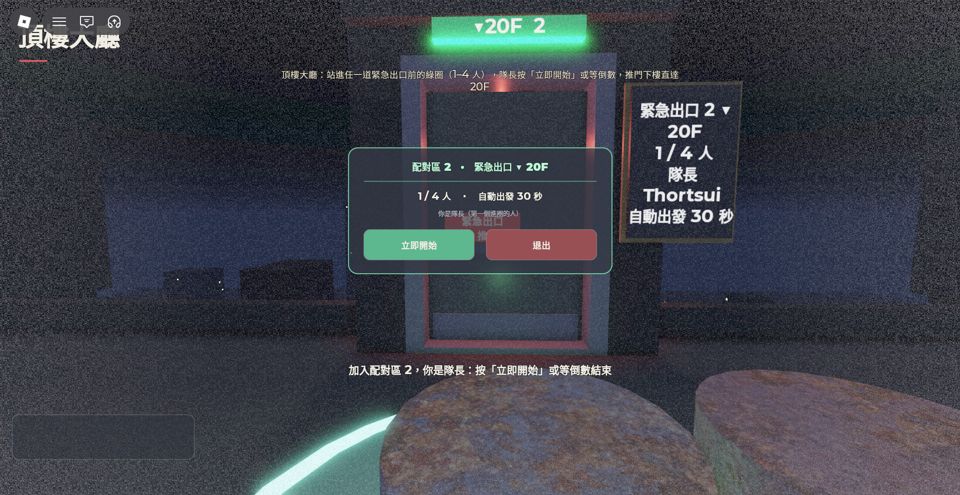 頂樓大廳
▼20F 2
頂樓大廳：站進任一道緊急出口前的綠圈（1–4 人），隊長按「立即開始」或等倒數，推門下樓直達
20F
緊急出口 2 ▼
20F
1 / 4 人
隊長
Thortsui
自動出發 30 秒
配對區 2 • 緊急出口 ▼ 20F
1 / 4 人 • 自動出發 30 秒
你是隊長（第一個進圈的人）
緊急出口
推
立即開始
退出
加入配對區 2，你是隊長：按「立即開始」或等倒數結束